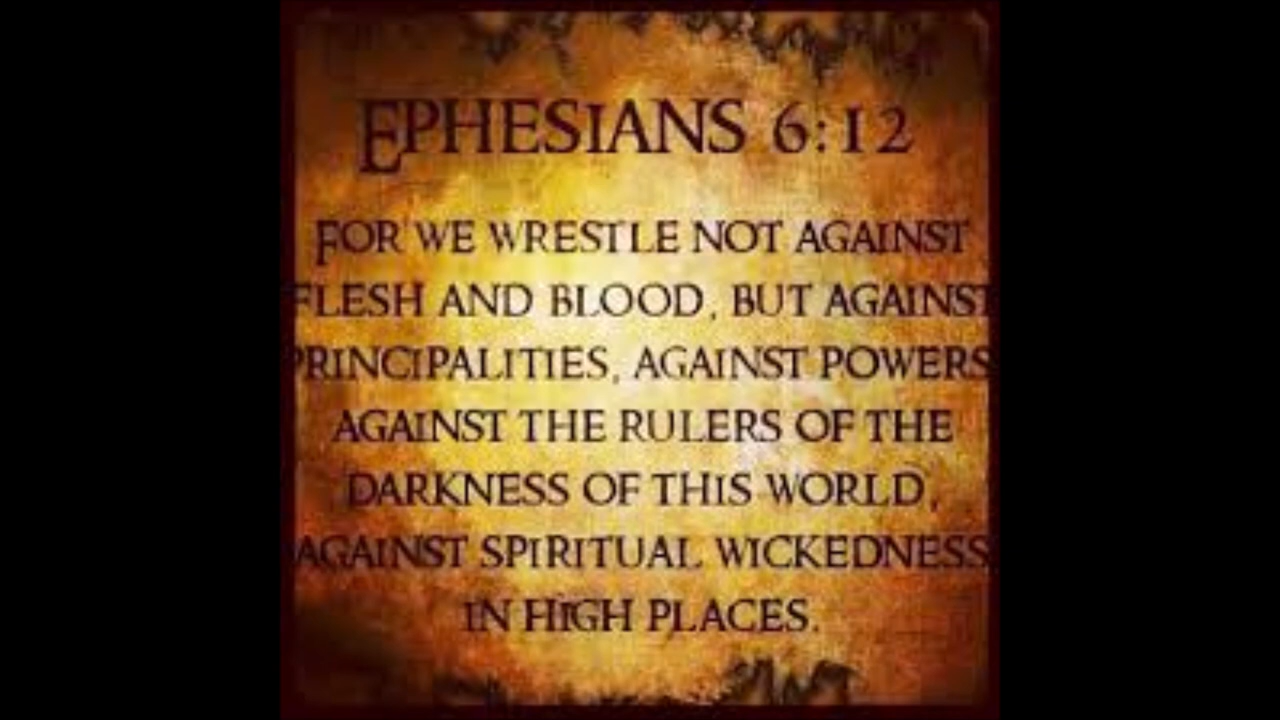 EPHESIANS 6:12
FOR WE WRESTLE NOT AGAINST
FLESH AND BLOOD, BUT AGAINST
PRINCIPALITIES, AGAINST POWERS
AGAINST THE RULERS OF THE
DARKNESS OF THIS WORLD,
AGAINST SPIRITUAL WICKEDNESS
IN HIGH PLACES.